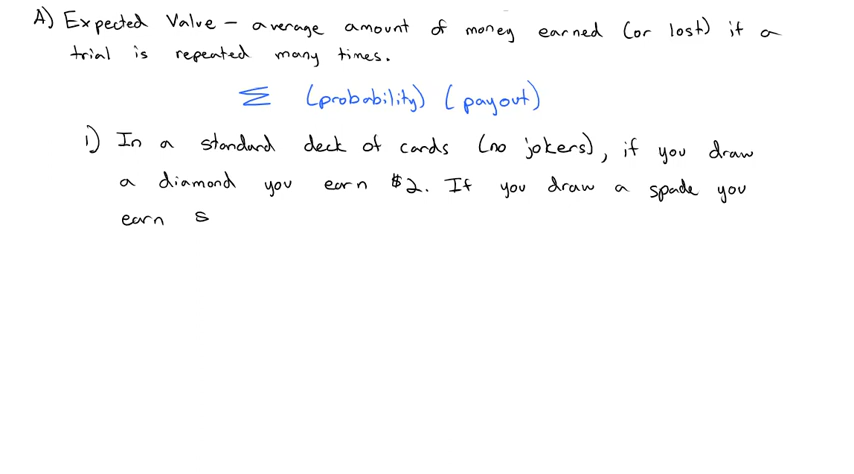 A) Expected Value – average amount of money earned (or lost) if a
trial is repeated many times.
Σ (probability) (payout)
i) In a standard deck of cards (no jokers), if you draw
a diamond you earn $2. If you draw a spade you
earn S